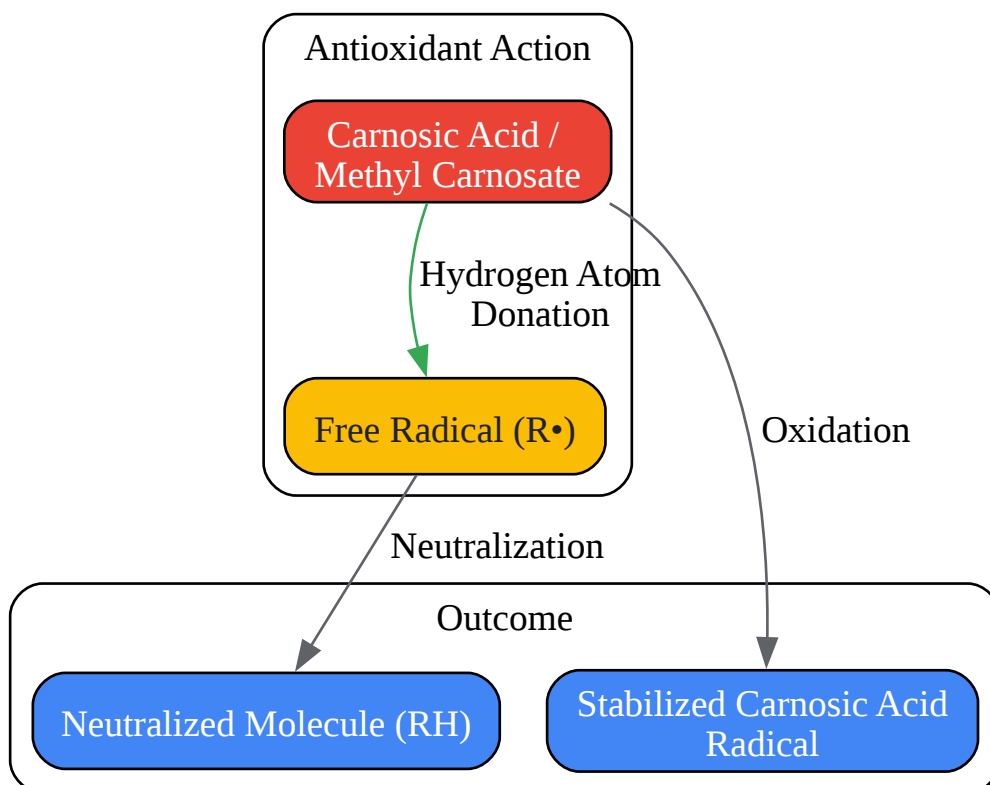 Antioxidant Action
Carnosic Acid /
Methyl Carnosate
Hydrogen Atom
Donation
Free Radical (R•)
Oxidation
Neutralization
Outcome
Neutralized Molecule (RH)
Stabilized Carnosic Acid
Radical